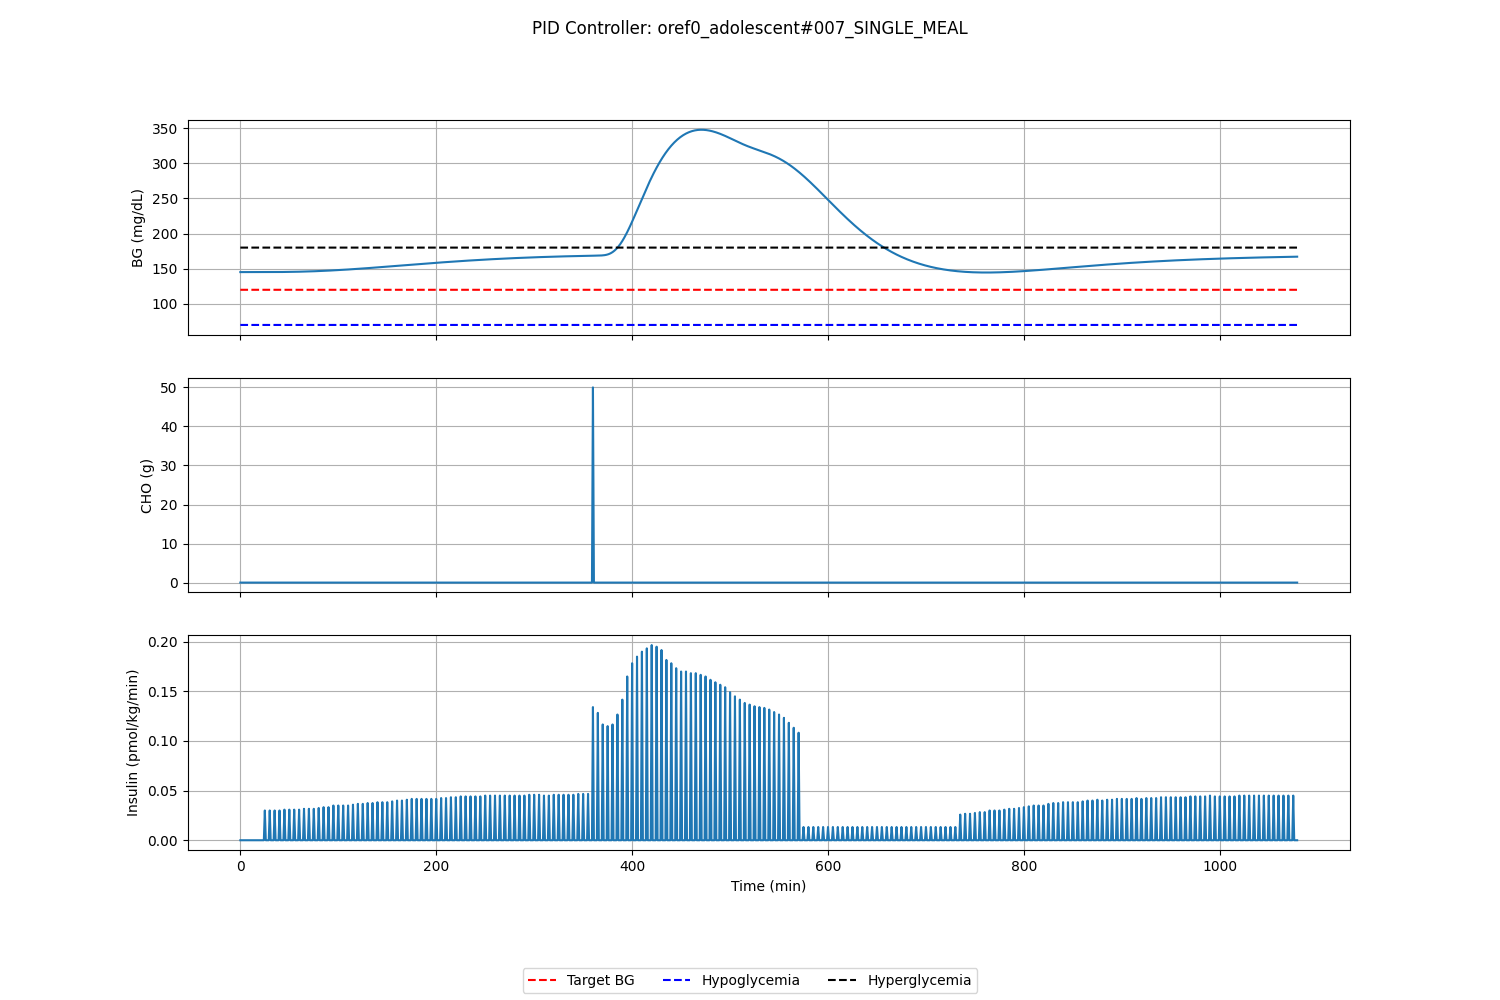 PID Controller: oref0_adolescent#007_SINGLE_MEAL
350
300
250
200
150
100
BG (mg/dL)
50
40
30
20
10
0
CHO (g)
0.20
0.15
0.10
0.05
0.00
Insulin (pmol/kg/min)
0 200 400 600 800 1000
Time (min)
Target BG Hypoglycemia Hyperglycemia